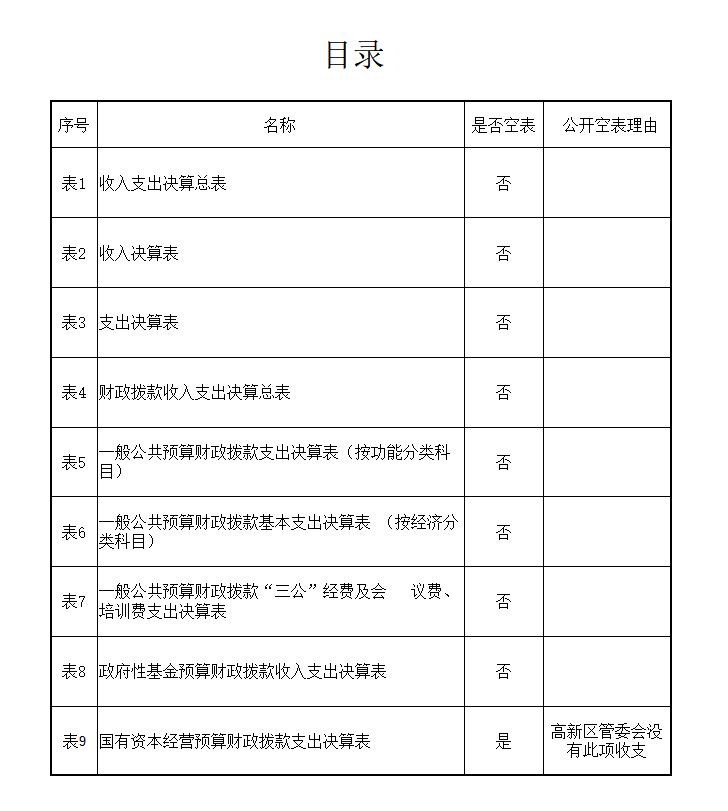 目录
序号 名称 是否空表 公开空表理由
表1 收入支出决算总表 否
表2 收入决算表 否
表3 支出决算表 否
表4 财政拨款收入支出决算总表 否
表5 一般公共预算财政拨款支出决算表（按功能分类科
目） 否
表6 一般公共预算财政拨款基本支出决算表 （按经济分
类科目） 否
表7 一般公共预算财政拨款“三公”经费及会 议费、
培训费支出决算表 否
表8 政府性基金预算财政拨款收入支出决算表 否
表9 国有资本经营预算财政拨款支出决算表 是 高新区管委会没
有此项收支